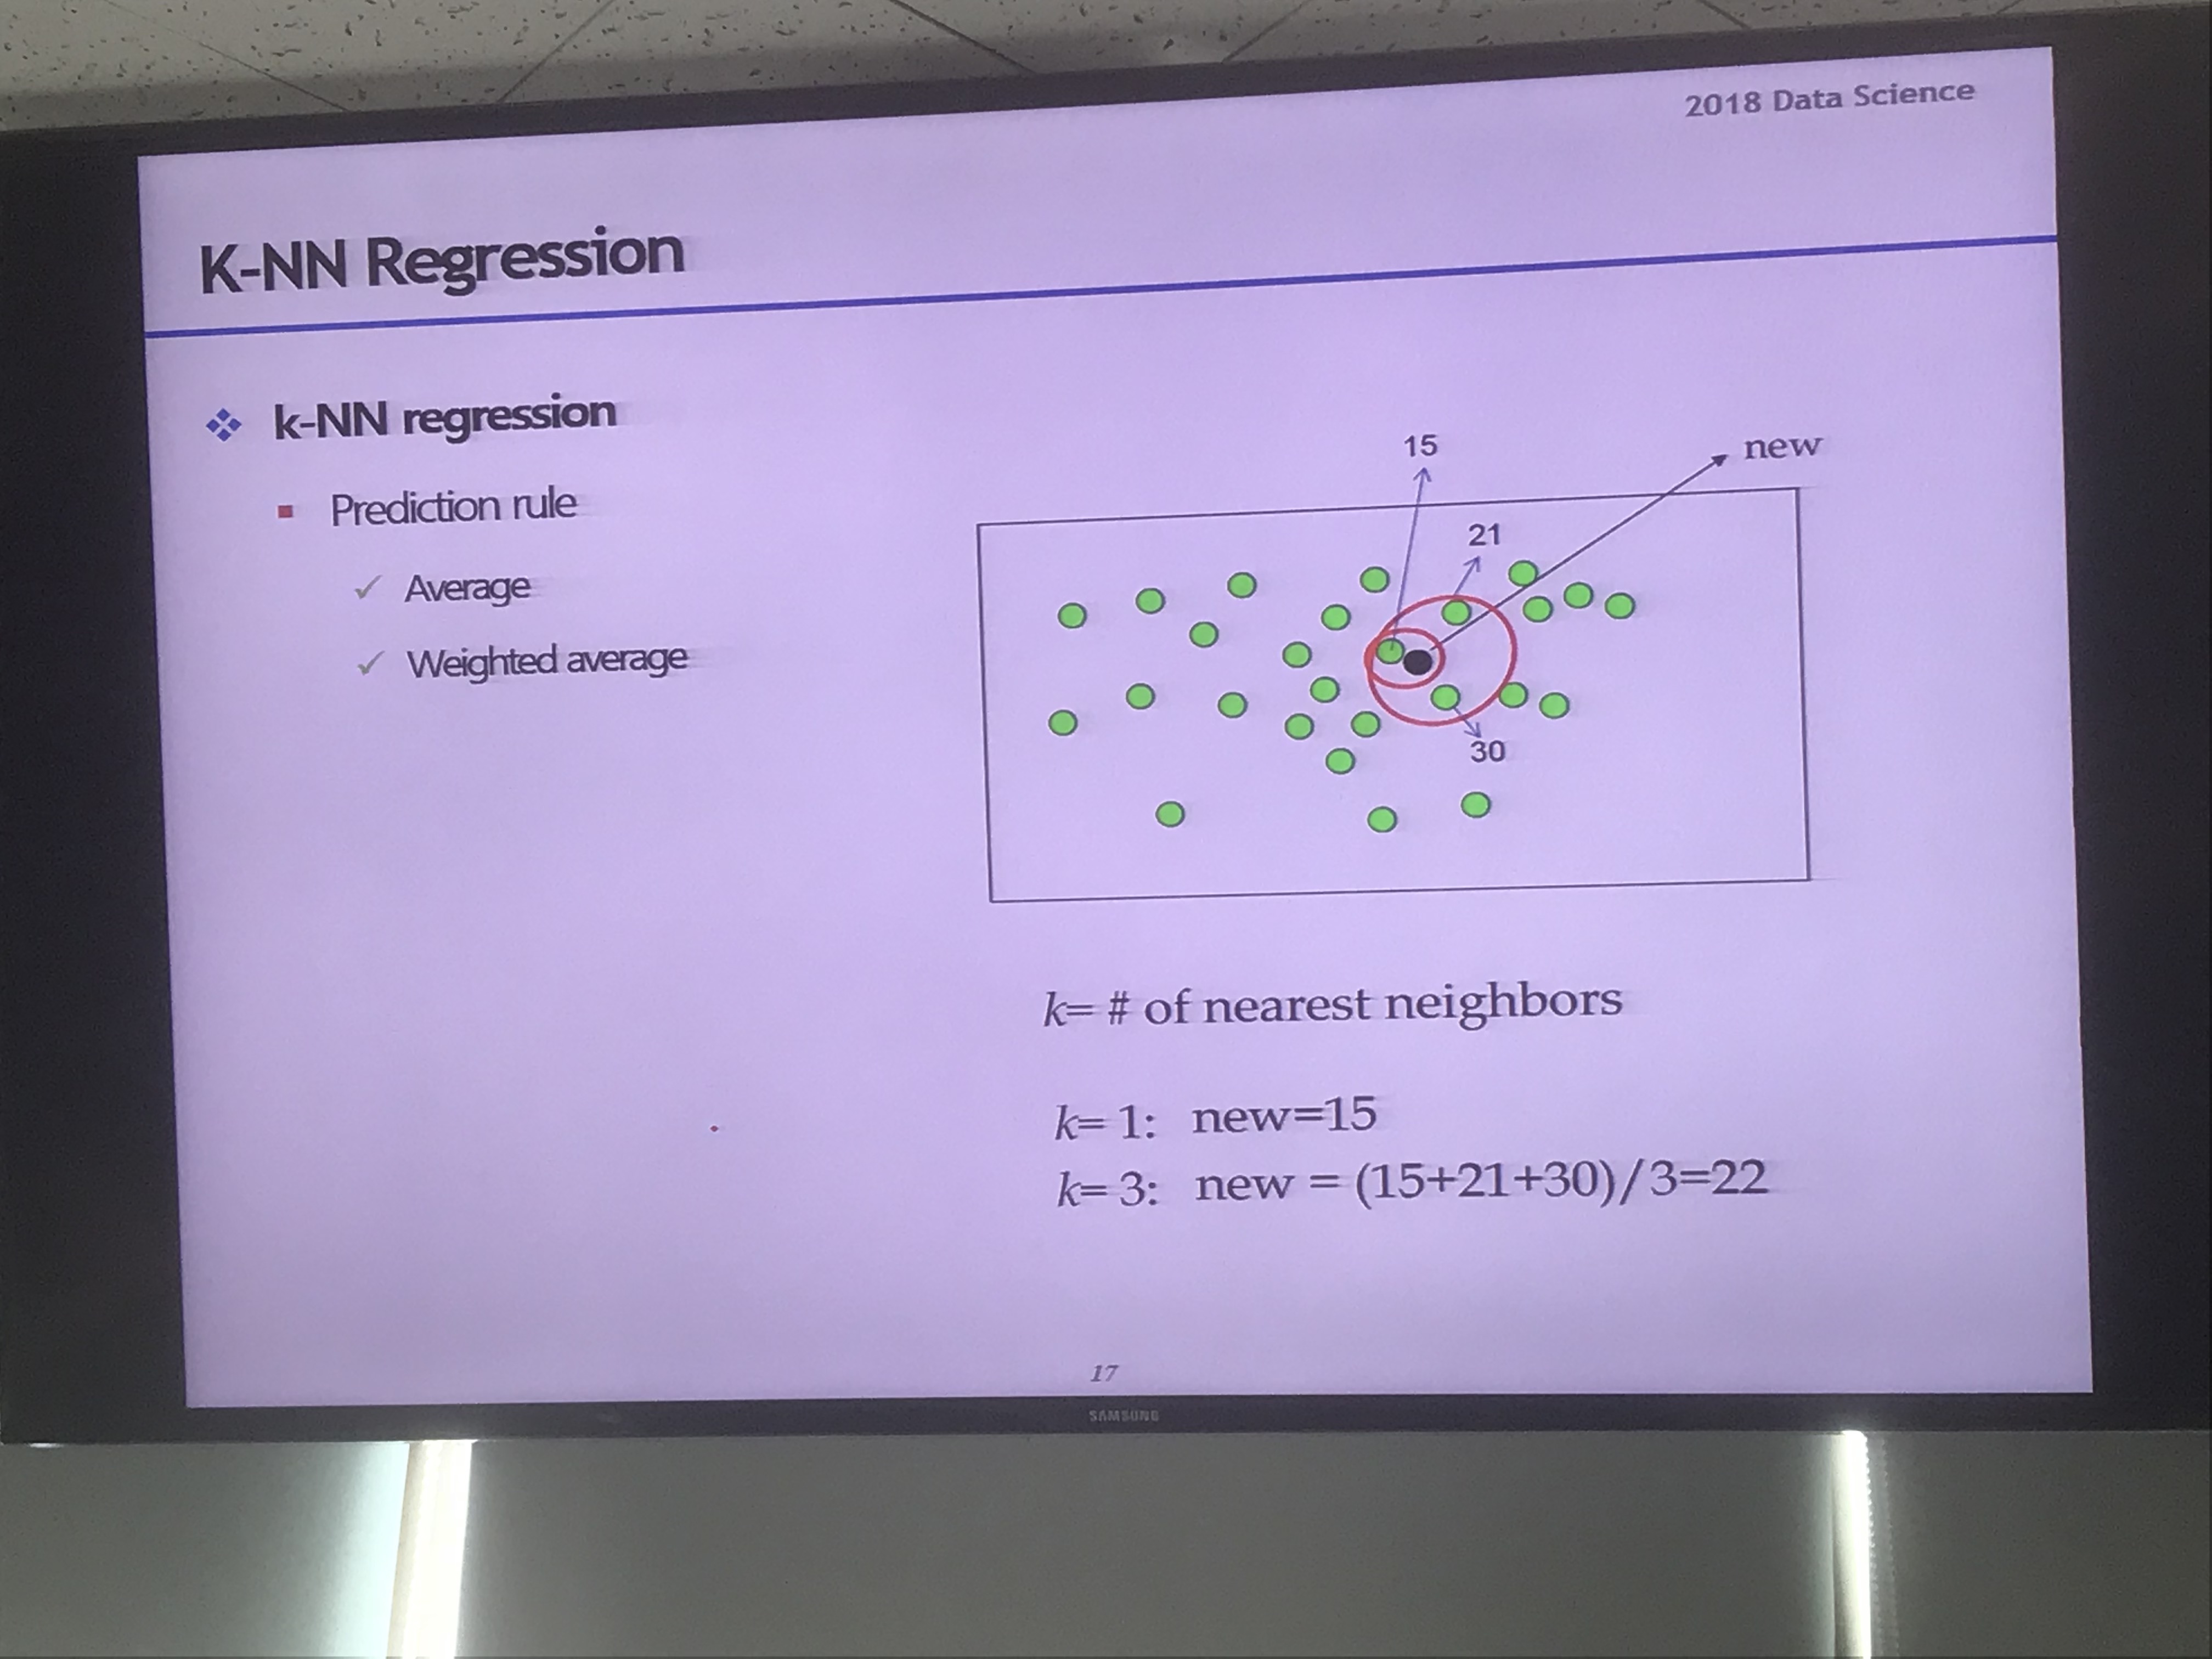 2018 Data Science
K-NN Regression
k-NN regression
Prediction rule
✓ Average
✓ Weighted average
15
new
21
30
k= # of nearest neighbors
k= 1: new=15
k= 3: new = (15+21+30)/3=22
17
SAMSUNG